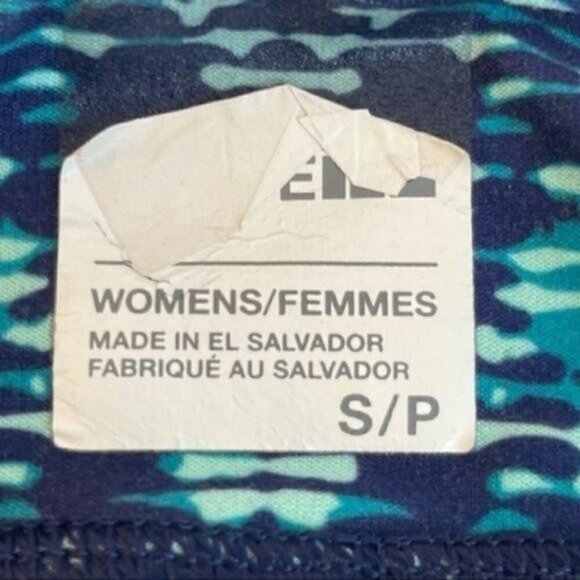 WOMENS/FEMMES
MADE IN EL SALVADOR
FABRIQUÉ AU SALVADOR
S/P